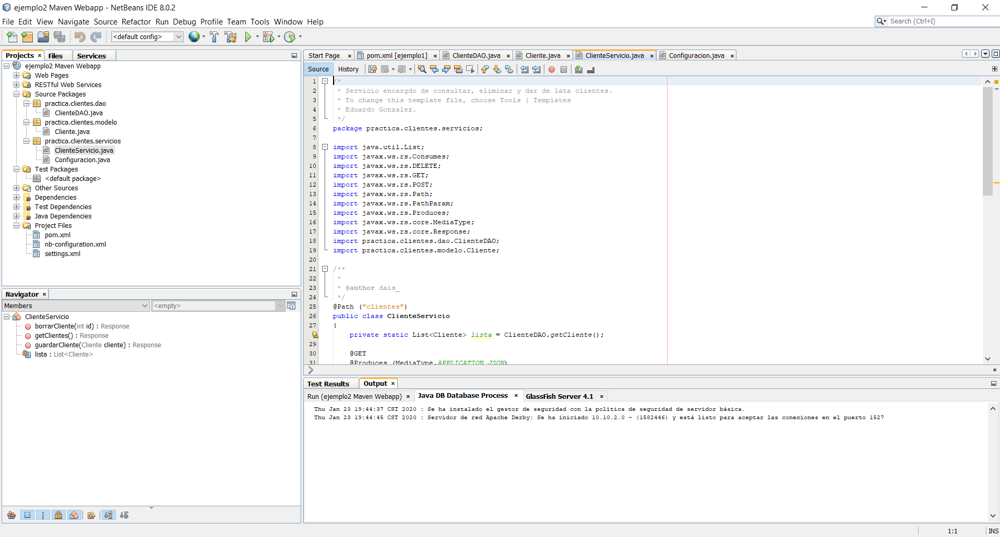 ejemplo2 Maven Webapp - NetBeans IDE 8.0.2
File Edit View Navigate Source Refactor Run Debug Profile Team Tools Window Help
Search (Ctrl+I)
<default config>
Projects Files Services
ejemplo2 Maven Webapp
Web Pages
RESTful Web Services
Source Packages
practica.clientes.dao
ClienteDAO.java
practica.clientes.modelo
Cliente.java
practica.clientes.servicios
ClienteServicio.java
Configuracion.java
Test Packages
<default package>
Other Sources
Dependencies
Test Dependencies
Java Dependencies
Project Files
pom.xml
nb-configuration.xml
settings.xml
Navigator
Members
<empty>
ClienteServicio
borrarCliente(int id) : Response
getClientes() : Response
guardarCliente(Cliente cliente) : Response
lista : List<Cliente>
Start Page pom.xml [ejemplo1] ClienteDAO.java Cliente.java ClienteServicio.java Configuracion.java
Source History
1 /*
2 * Servicio encargdo de consultar, eliminar y dar de lata clientes.
3 * To change this template file, choose Tools | Templates
4 * Eduardo Gonzalez.
5 */
6 package practica.clientes.servicios;
7
8 import java.util.List;
9 import javax.ws.rs.Consumes;
10 import javax.ws.rs.DELETE;
11 import javax.ws.rs.GET;
12 import javax.ws.rs.POST;
13 import javax.ws.rs.Path;
14 import javax.ws.rs.PathParam;
15 import javax.ws.rs.Produces;
16 import javax.ws.rs.core.MediaType;
17 import javax.ws.rs.core.Response;
18 import practica.clientes.dao.ClienteDAO;
19 import practica.clientes.modelo.Cliente;
20
21 /**
22 *
23 * @author dais_
24 */
25 @Path ("clientes")
26 public class ClienteServicio
27 {
private static List<Cliente> lista = ClienteDAO.getCliente();
29
30 @GET
31 @Produces (MediaType.APPLICATION_JSON)
Test Results Output
Run (ejemplo2 Maven Webapp) Java DB Database Process GlassFish Server 4.1
Thu Jan 23 19:44:37 CST 2020 : Se ha instalado el gestor de seguridad con la política de seguridad de servidor básica.
Thu Jan 23 19:44:45 CST 2020 : Servidor de red Apache Derby: Se ha iniciado 10.10.2.0 - (1582446) y está listo para aceptar las conexiones en el puerto 1527
1:1 INS